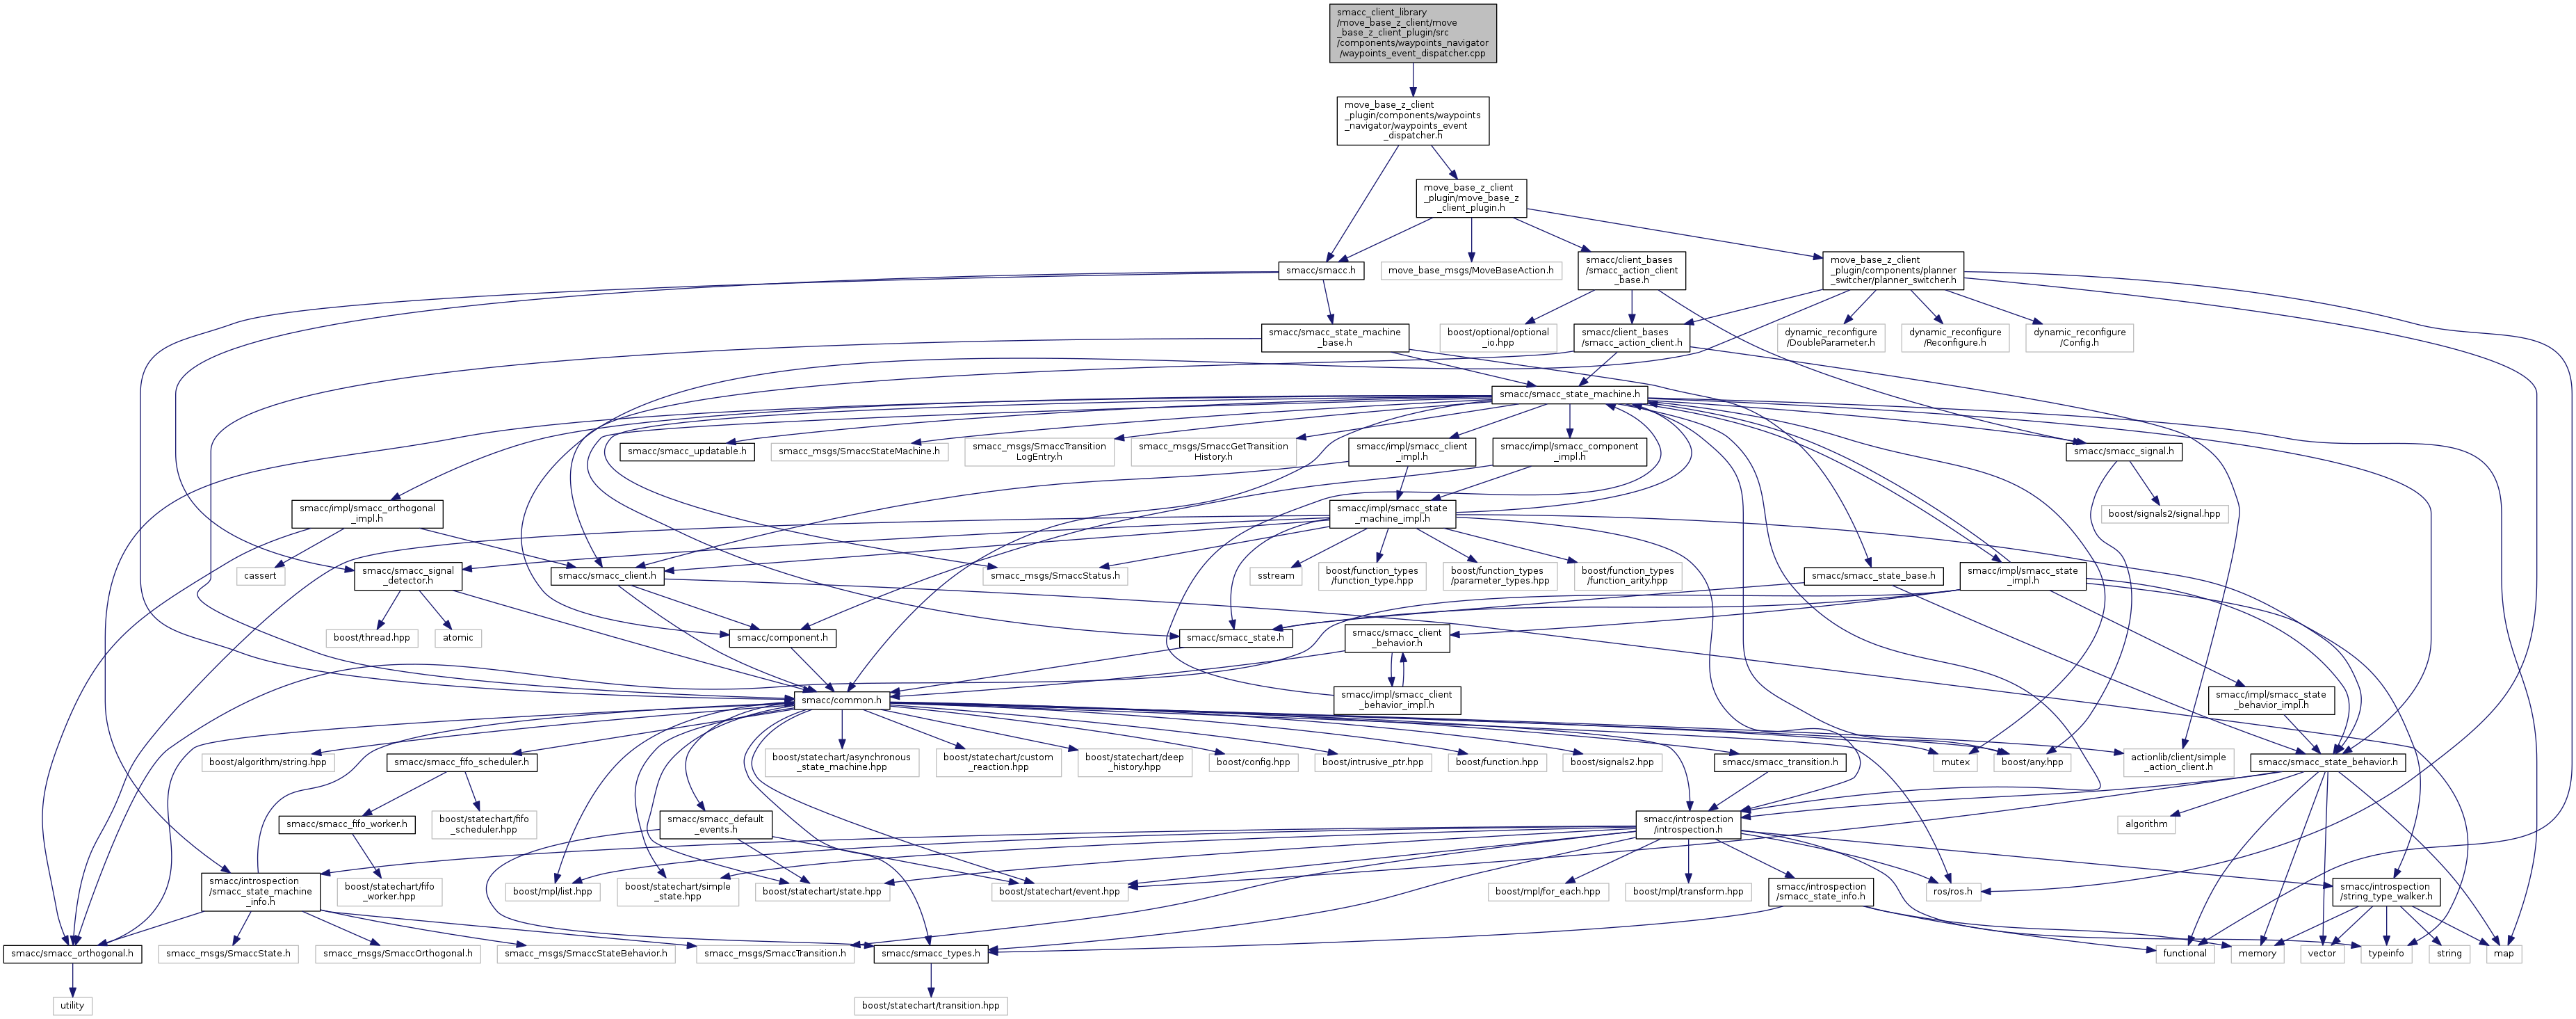 smacc_client_library
/move_base_z_client/move
_base_z_client_plugin/src
/components/waypoints_navigator
/waypoints_event_dispatcher.cpp
move_base_z_client
_plugin/components/waypoints
_navigator/waypoints_event
_dispatcher.h
move_base_z_client
_plugin/move_base_z
_client_plugin.h
smacc/smacc.h
move_base_msgs/MoveBaseAction.h
smacc/client_bases
/smacc_action_client
_base.h
move_base_z_client
_plugin/components/planner
_switcher/planner_switcher.h
smacc/smacc_state_machine
_base.h
boost/optional/optional
_io.hpp
smacc/client_bases
/smacc_action_client.h
dynamic_reconfigure
/DoubleParameter.h
dynamic_reconfigure
/Reconfigure.h
dynamic_reconfigure
/Config.h
smacc/smacc_state_machine.h
smacc/smacc_updatable.h
smacc_msgs/SmaccStateMachine.h
smacc_msgs/SmaccTransition
LogEntry.h
smacc_msgs/SmaccGetTransition
History.h
smacc/impl/smacc_client
_impl.h
smacc/impl/smacc_component
_impl.h
smacc/smacc_signal.h
smacc/impl/smacc_orthogonal
_impl.h
smacc/impl/smacc_state
_machine_impl.h
boost/signals2/signal.hpp
cassert
smacc/smacc_signal
_detector.h
smacc/smacc_client.h
smacc_msgs/SmaccStatus.h
sstream
boost/function_types
/function_type.hpp
boost/function_types
/parameter_types.hpp
boost/function_types
/function_arity.hpp
smacc/smacc_state_base.h
smacc/impl/smacc_state
_impl.h
boost/thread.hpp
atomic
smacc/component.h
smacc/smacc_state.h
smacc/smacc_client
_behavior.h
smacc/common.h
smacc/impl/smacc_client
_behavior_impl.h
smacc/impl/smacc_state
_behavior_impl.h
boost/algorithm/string.hpp
smacc/smacc_fifo_scheduler.h
boost/statechart/asynchronous
_state_machine.hpp
boost/statechart/custom
_reaction.hpp
boost/statechart/deep
_history.hpp
boost/config.hpp
boost/intrusive_ptr.hpp
boost/function.hpp
boost/signals2.hpp
smacc/smacc_transition.h
mutex
boost/any.hpp
actionlib/client/simple
_action_client.h
smacc/smacc_state_behavior.h
smacc/smacc_fifo_worker.h
boost/statechart/fifo
_scheduler.hpp
smacc/smacc_default
_events.h
smacc/introspection
/introspection.h
algorithm
smacc/introspection
/smacc_state_machine
_info.h
boost/statechart/fifo
_worker.hpp
boost/mpl/list.hpp
boost/statechart/simple
_state.hpp
boost/statechart/state.hpp
boost/statechart/event.hpp
boost/mpl/for_each.hpp
boost/mpl/transform.hpp
smacc/introspection
/smacc_state_info.h
ros/ros.h
smacc/introspection
/string_type_walker.h
smacc/smacc_orthogonal.h
smacc_msgs/SmaccState.h
smacc_msgs/SmaccOrthogonal.h
smacc_msgs/SmaccStateBehavior.h
smacc_msgs/SmaccTransition.h
smacc/smacc_types.h
functional
memory
vector
typeinfo
string
map
utility
boost/statechart/transition.hpp